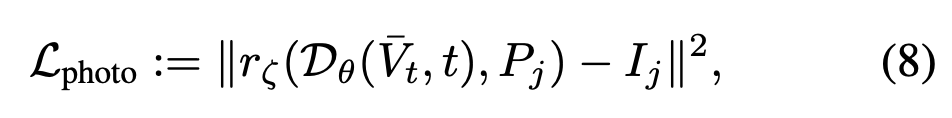 𝓛_photo := ‖r_ζ(𝒟_θ(V̄_t, t), P_j) − I_j‖², (8)